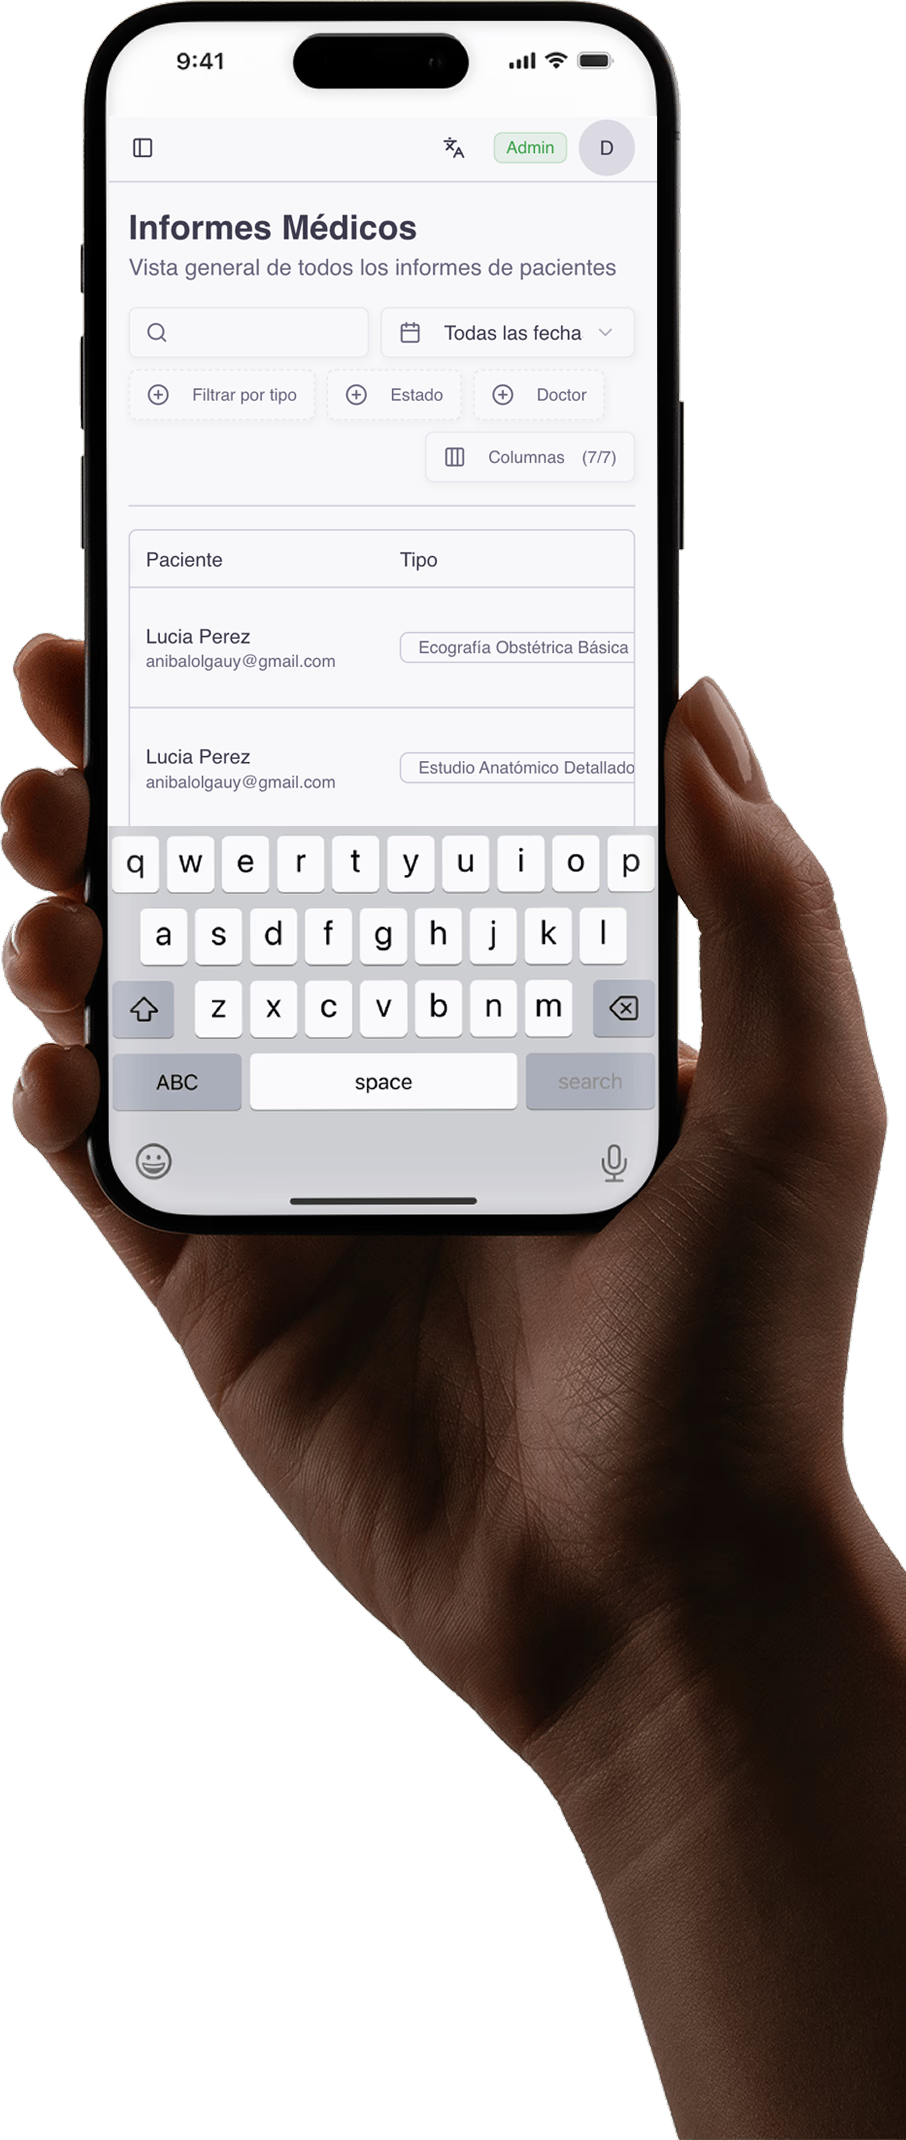 9:41
Admin D
Informes Médicos
Vista general de todos los informes de pacientes
Todas las fecha
Filtrar por tipo Estado Doctor
Columnas (7/7)
Paciente Tipo
Lucia Perez
anibalolgauy@gmail.com
Ecografía Obstétrica Básica
Lucia Perez
anibalolgauy@gmail.com
Estudio Anatómico Detallado
q w e r t y u i o p
a s d f g h j k l
z x c v b n m
ABC space search